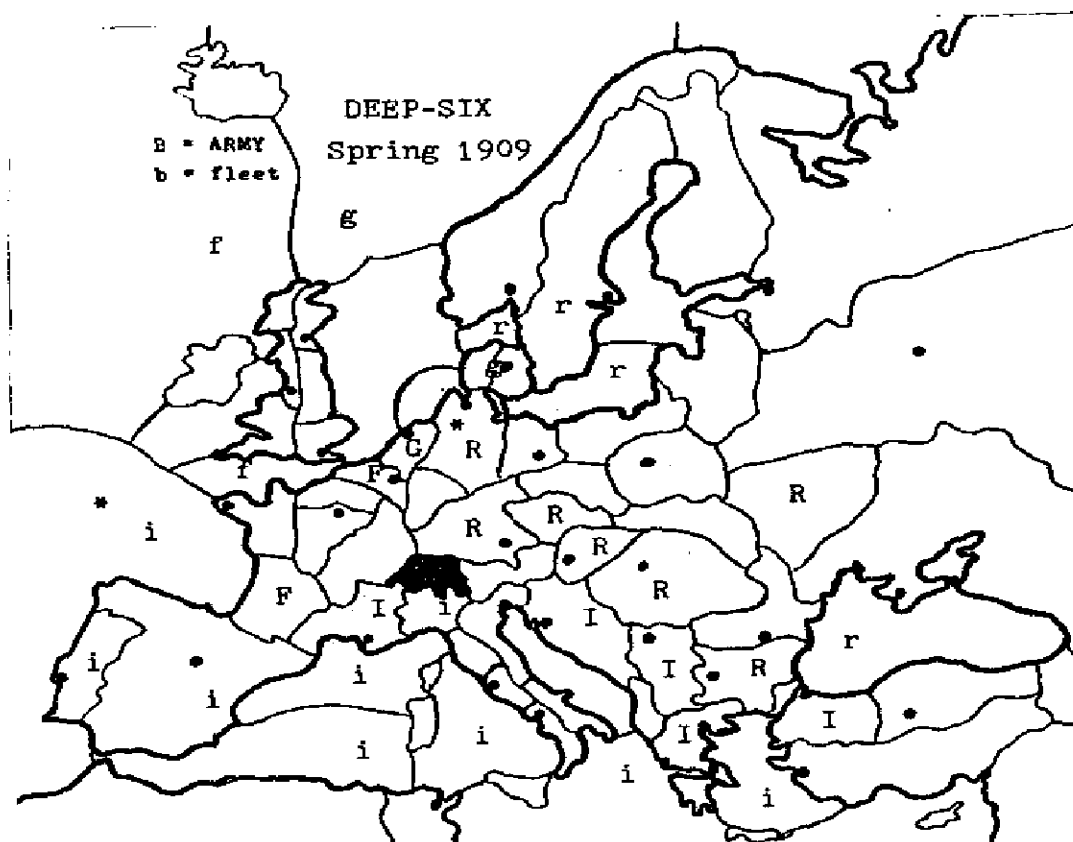 DEEP-SIX
B = ARMY
Spring 1909
b = fleet
g
f
r
r
g
r
*
G
R
f
F
R
*
i
R
R
R
R
F
I
i
I
i
I
R
r
i
i
I
I
i
i
i
i